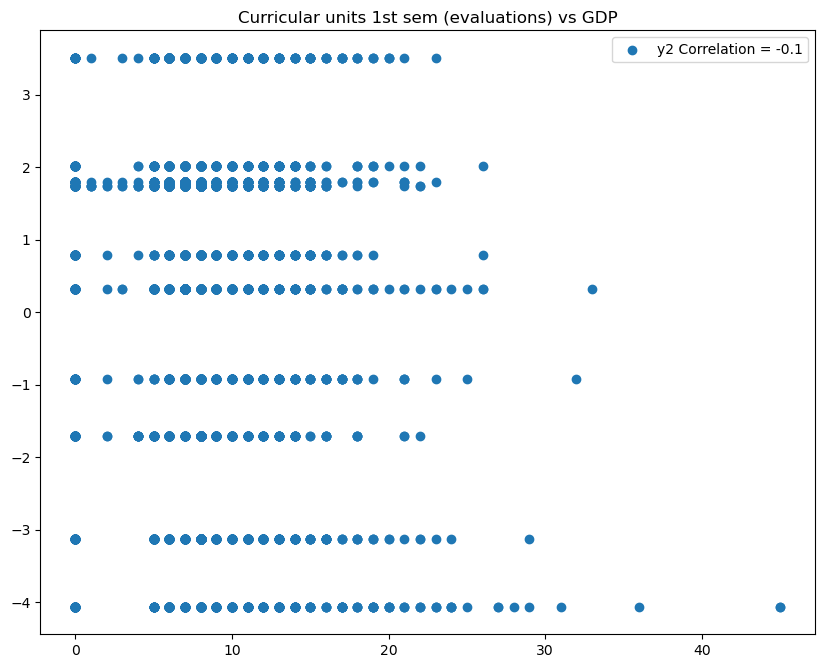 Curricular units 1st sem (evaluations) vs GDP
y2 Correlation = -0.1
3
2
1
0
−1
−2
−3
−4
0 10 20 30 40